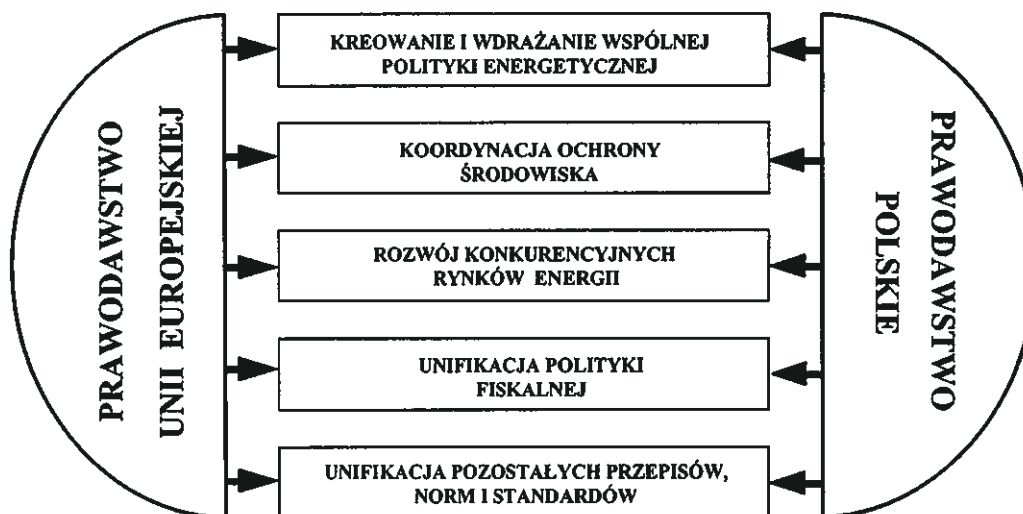 PRAWODAWSTWO
UNII EUROPEJSKIEJ
KREOWANIE I WDRAŻANIE WSPÓLNEJ
POLITYKI ENERGETYCZNEJ
KOORDYNACJA OCHRONY
ŚRODOWISKA
ROZWÓJ KONKURENCYJNYCH
RYNKÓW ENERGII
UNIFIKACJA POLITYKI
FISKALNEJ
UNIFIKACJA POZOSTAŁYCH PRZEPISÓW,
NORM I STANDARDÓW
PRAWODAWSTWO
POLSKIE